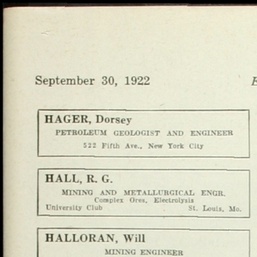 September 30, 1922
HAGER, Dorsey
PETROLEUM GEOLOGIST AND ENGINEER
522 Fifth Ave., New York City
HALL, R. G.
MINING AND METALLURGICAL ENGR.
Complex Ores, Electrolysis
University Club St. Louis, Mo.
HALLORAN, Will
MINING ENGINEER